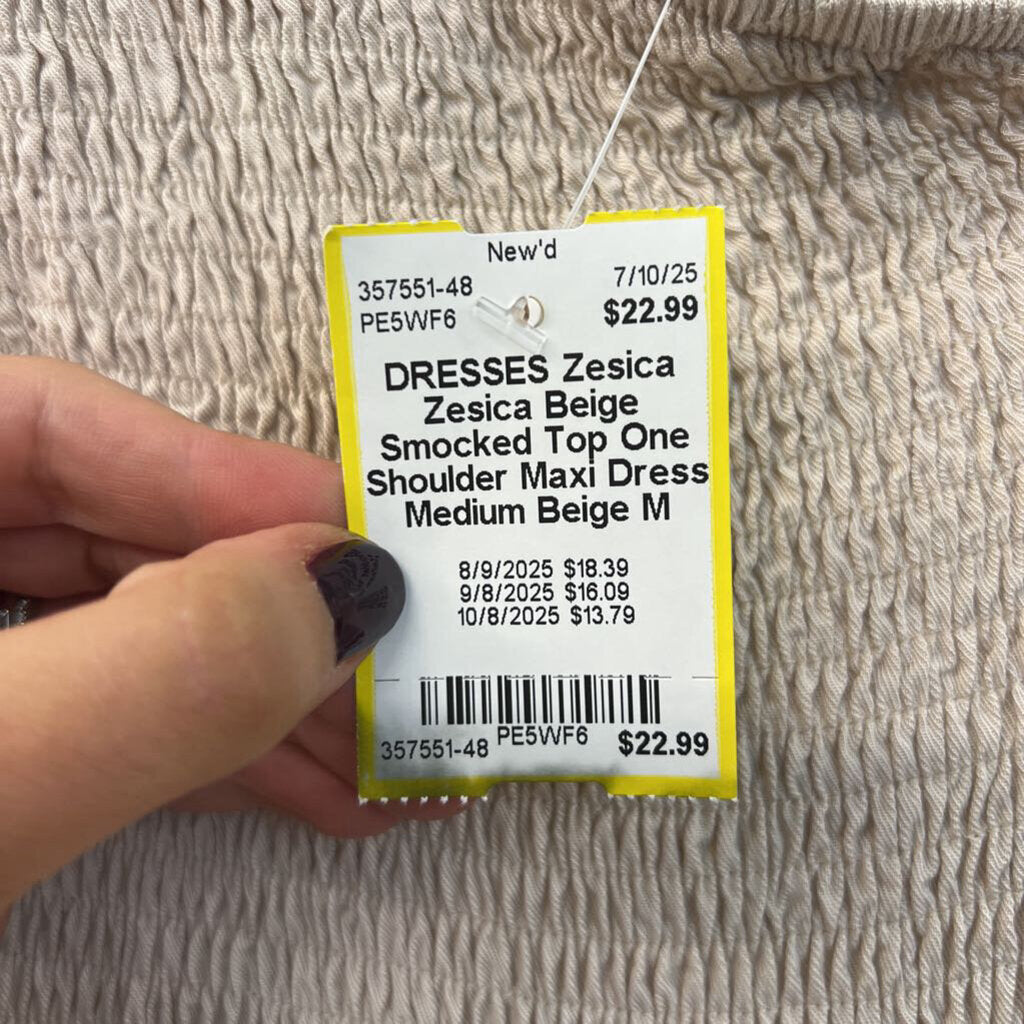 New'd
357551-48 7/10/25
PE5WF6 $22.99
DRESSES Zesica
Zesica Beige
Smocked Top One
Shoulder Maxi Dress
Medium Beige M
8/9/2025 $18.39
9/8/2025 $16.09
10/8/2025 $13.79
357551-48 PE5WF6 $22.99